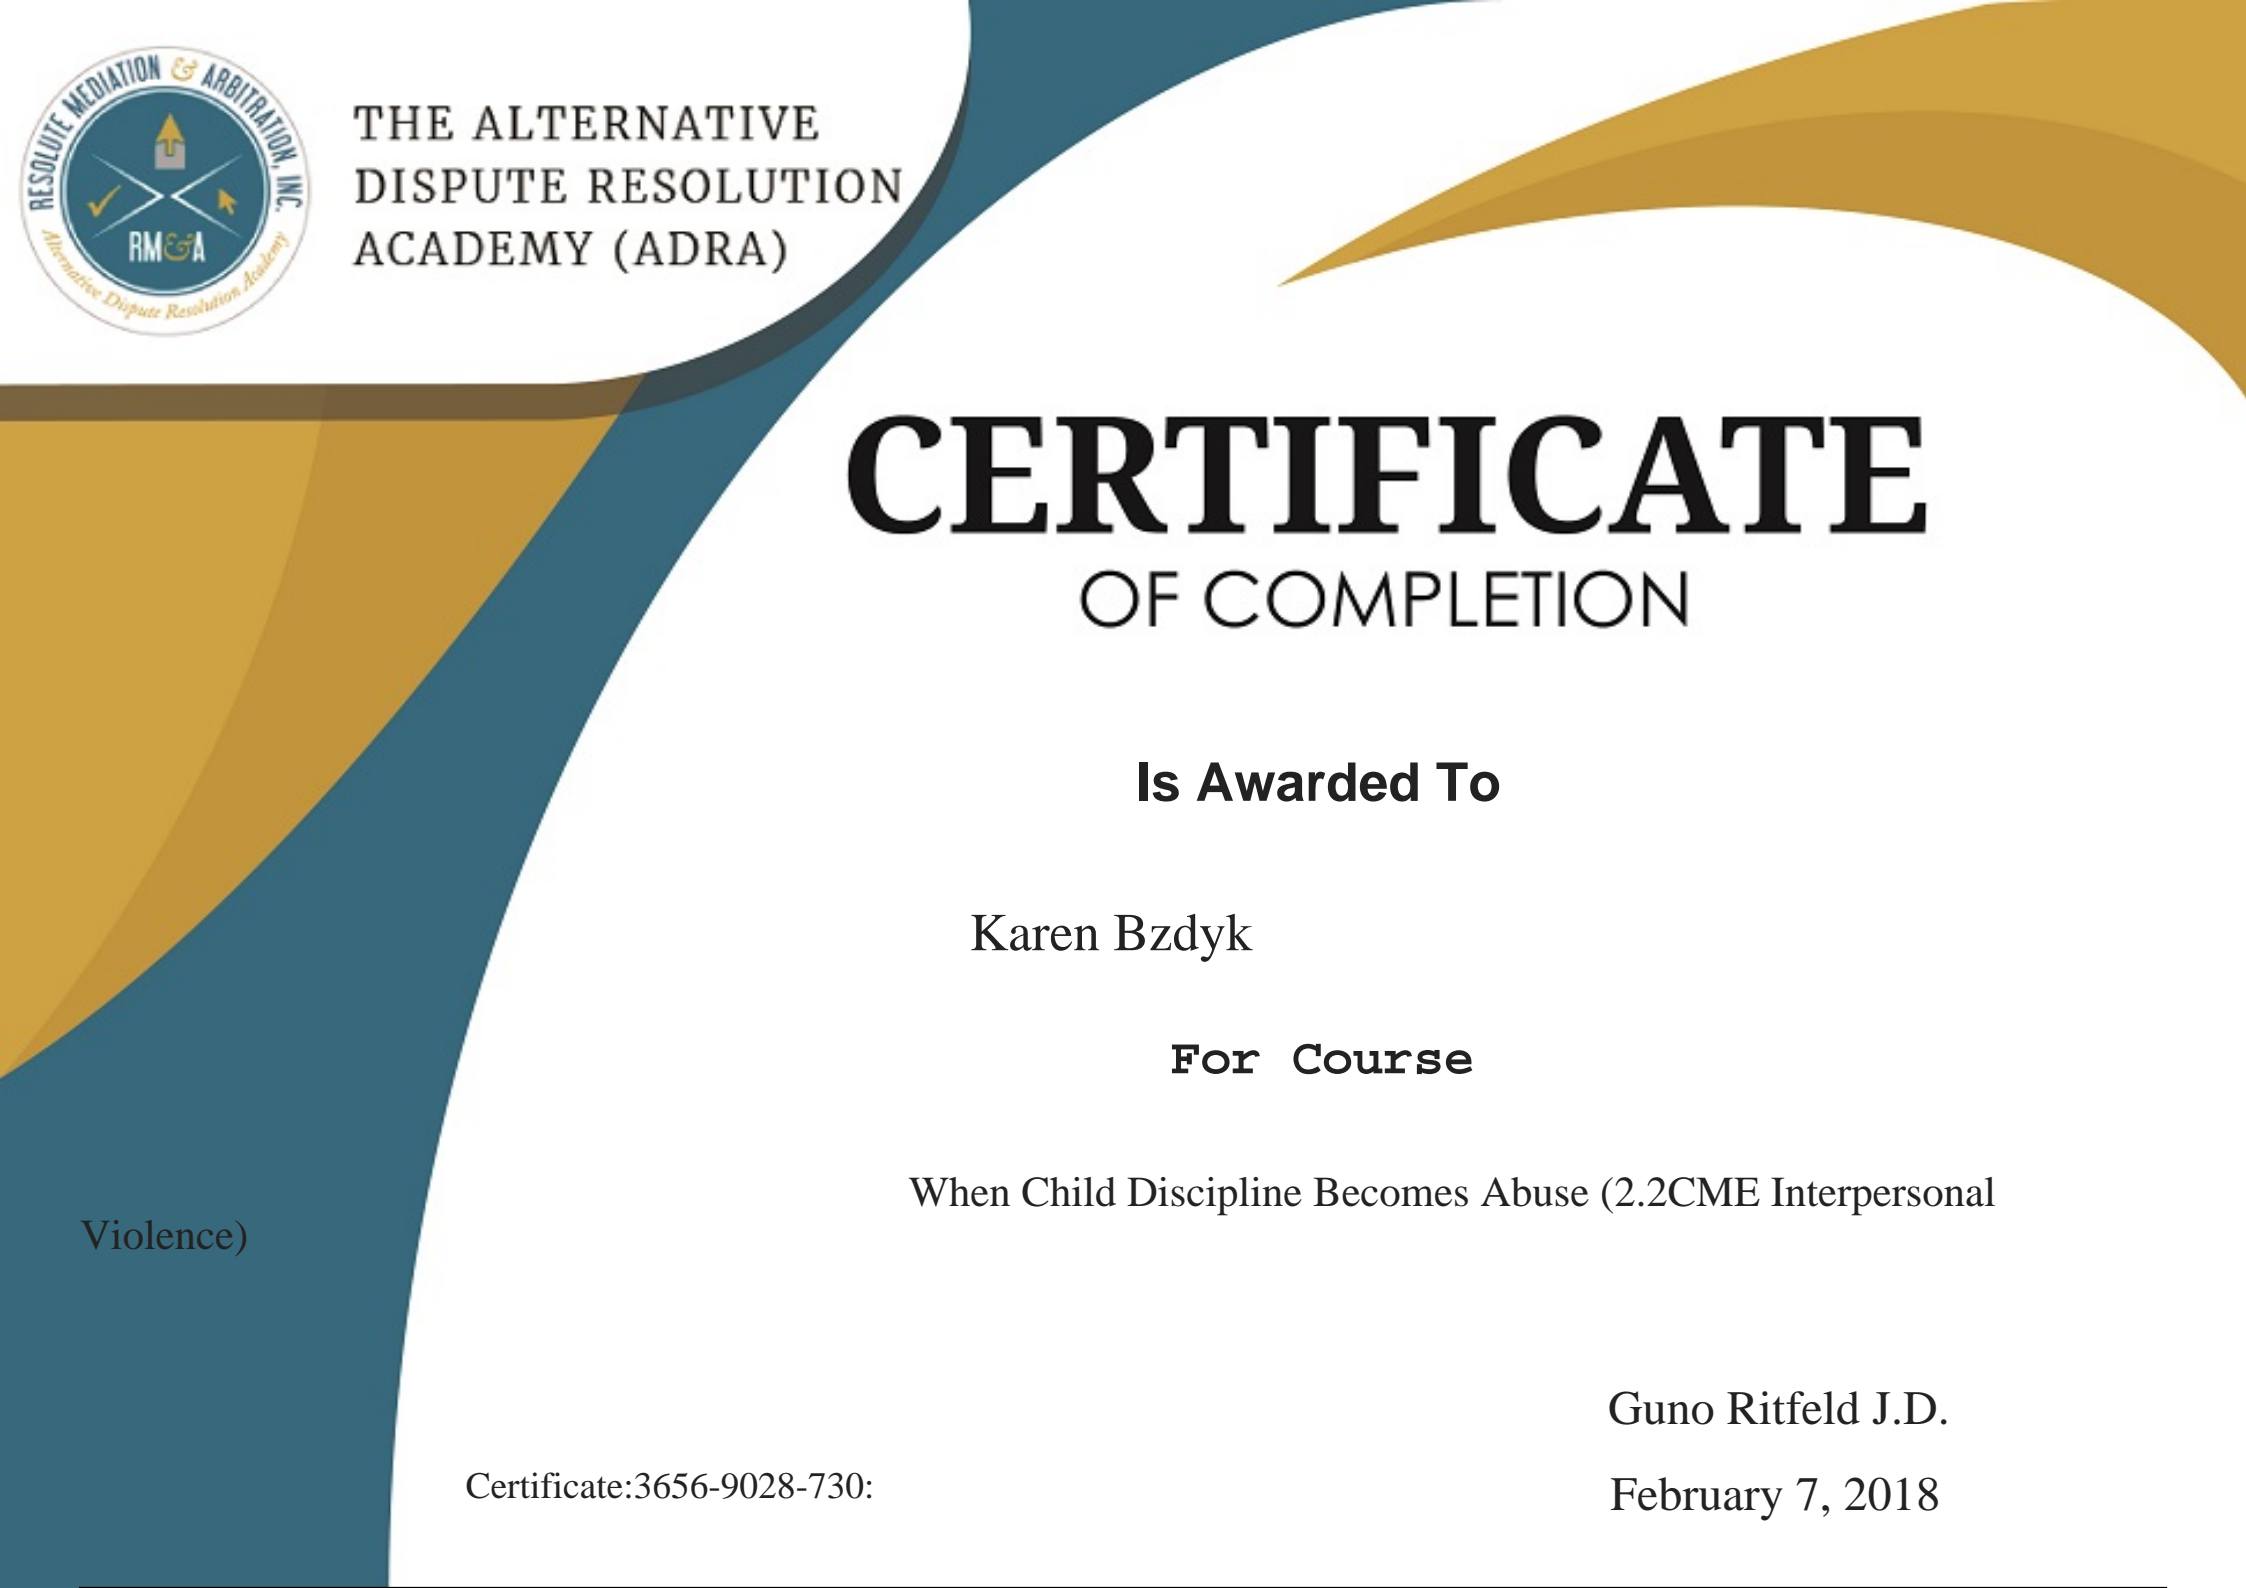 RESOLUTE MEDIATION & ARBITRATION, INC.
RM&A
Alternative Dispute Resolution Academy
THE ALTERNATIVE
DISPUTE RESOLUTION
ACADEMY (ADRA)
CERTIFICATE
OF COMPLETION
Is Awarded To
Karen Bzdyk
For Course
When Child Discipline Becomes Abuse (2.2CME Interpersonal
Violence)
Guno Ritfeld J.D.
Certificate:3656-9028-730:
February 7, 2018